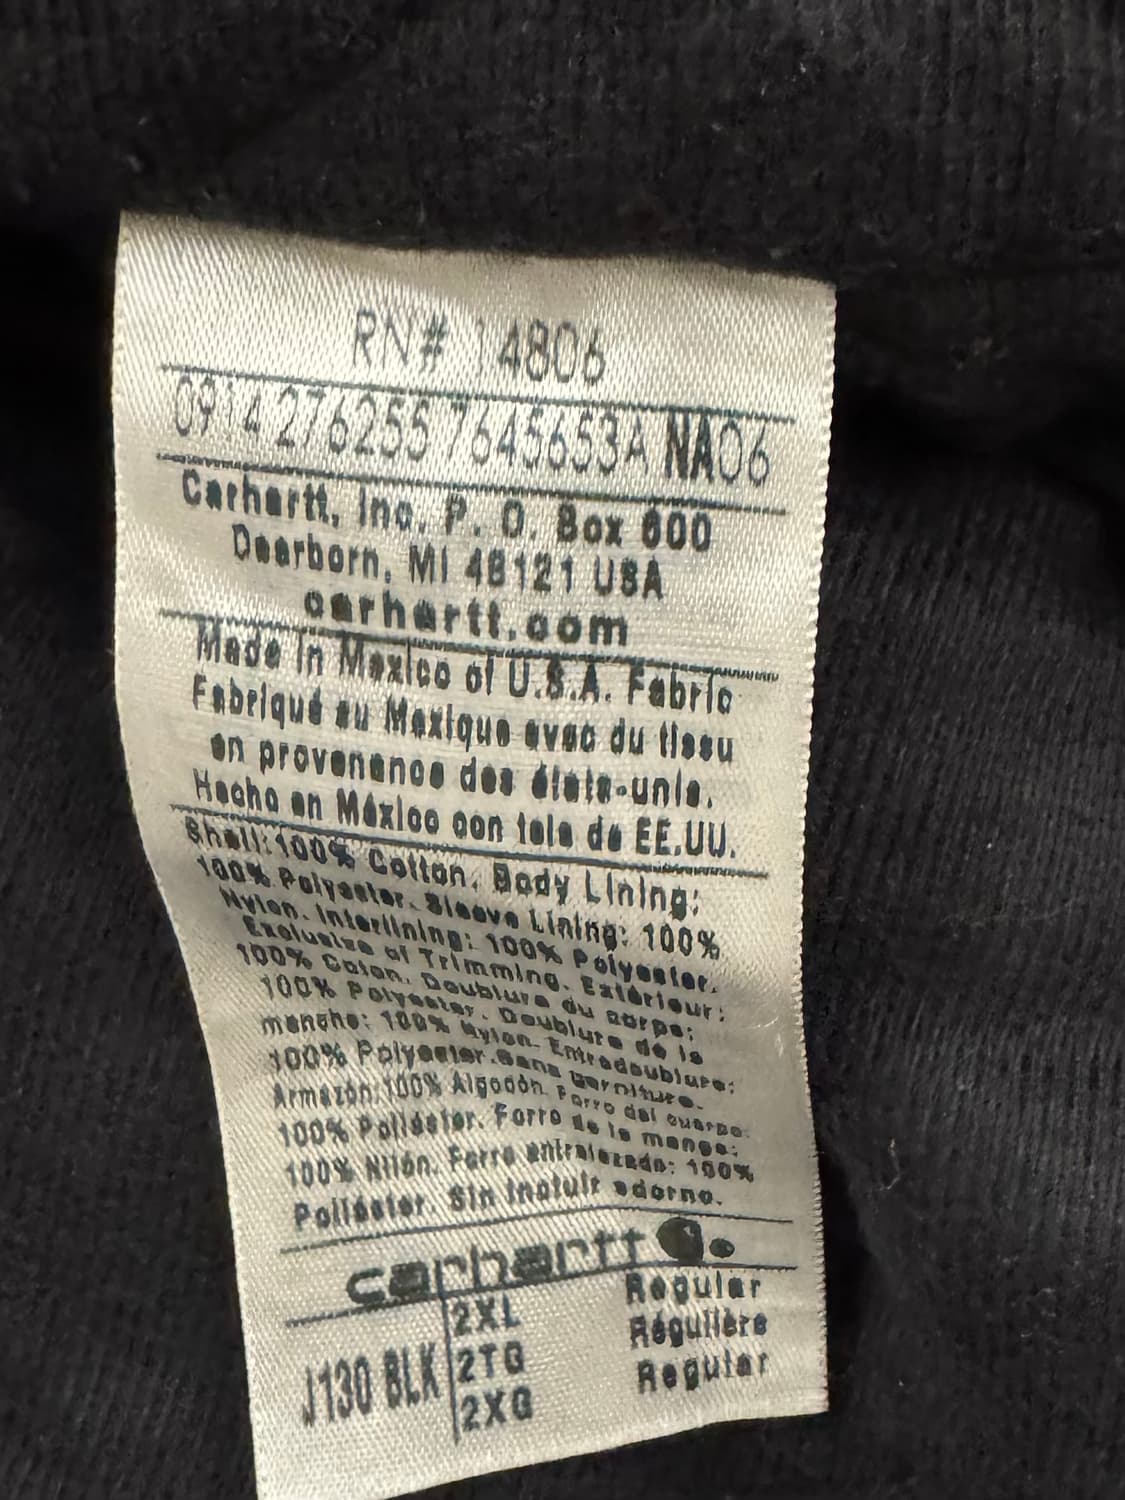 RN# 14806
0914 276255 7645653A NA06
Carhartt, Inc. P. O. Box 600
Dearborn, MI 48121 USA
carhartt.com
Made in Mexico of U.S.A. Fabric
Fabriqué au Mexique avec du tissu
en provenance des états-unis.
Hecho en México con tela de EE.UU.
Shell: 100% Cotton. Body Lining:
100% Polyester. Sleeve Lining: 100%
Nylon. Interlining: 100% Polyester.
Exclusive of Trimming. Extérieur:
100% Coton. Doublure du corps:
100% Polyester. Doublure de la
manche: 100% Nylon. Entredoublure:
100% Polyester. Sans garniture.
Armazón: 100% Algodón. Forro del cuerpo:
100% Poliéster. Forro de la manga:
100% Nilón. Forro entrelazado: 100%
Poliéster. Sin incluir adorno.
carhartt
2XL Regular
J130 BLK 2TG Régulière
2XG Regular